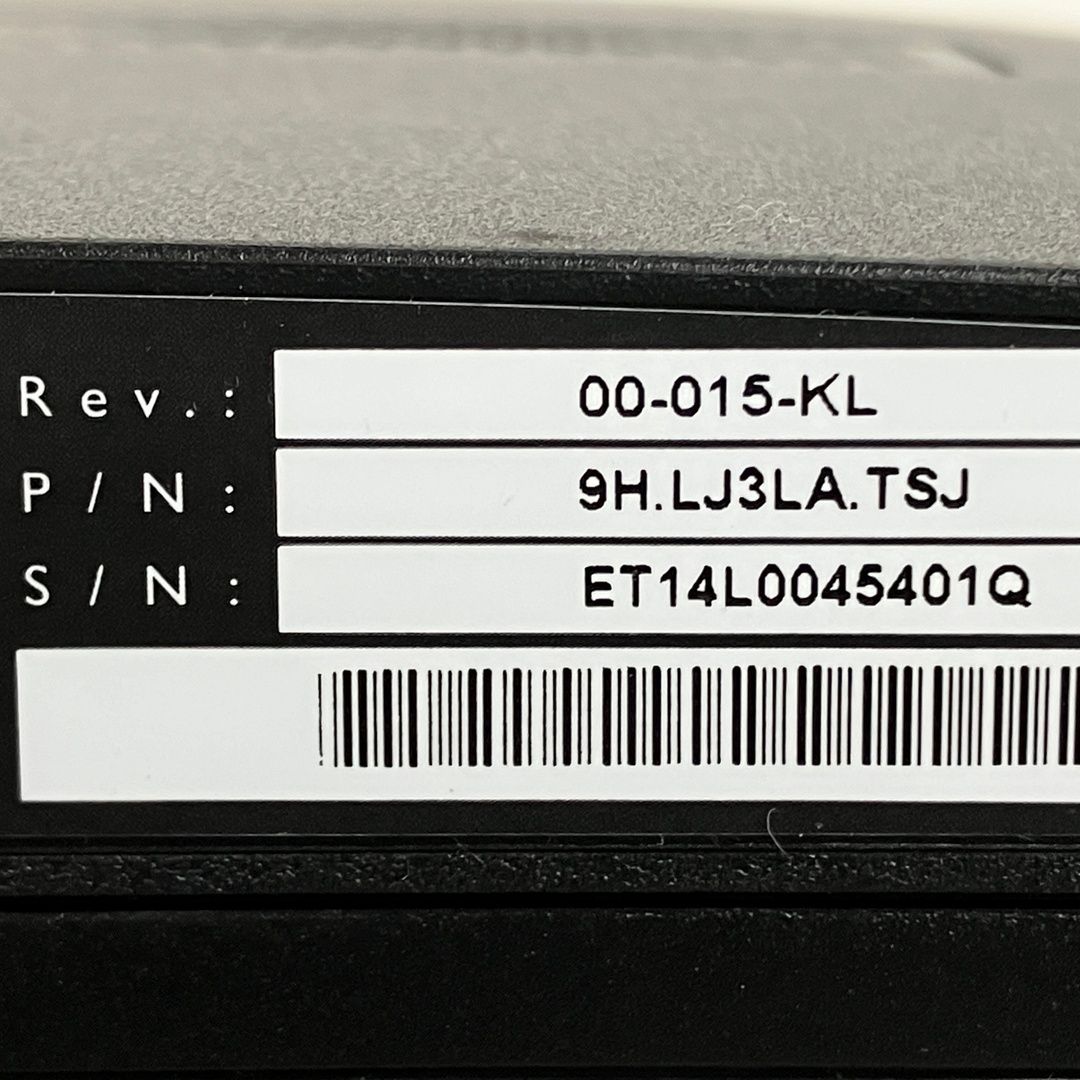 Rev.: 00-015-KL
P/N: 9H.LJ3LA.TSJ
S/N: ET14L0045401Q